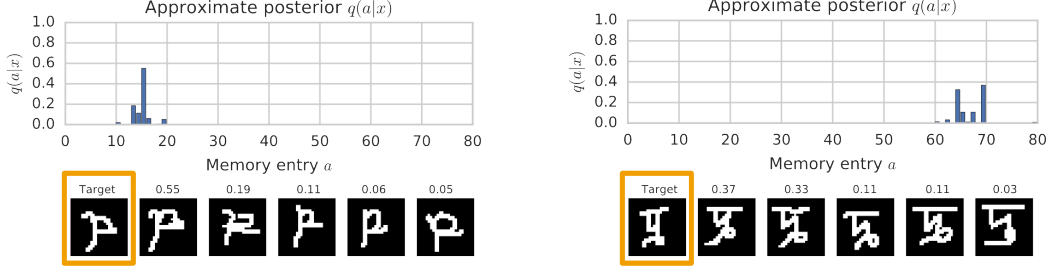 Approximate posterior q(a|x)
q(a|x)
1.0
0.8
0.6
0.4
0.2
0.0
0 10 20 30 40 50 60 70 80
Memory entry a
Target 0.55 0.19 0.11 0.06 0.05
Approximate posterior q(a|x)
q(a|x)
1.0
0.8
0.6
0.4
0.2
0.0
0 10 20 30 40 50 60 70 80
Memory entry a
Target 0.37 0.33 0.11 0.11 0.03